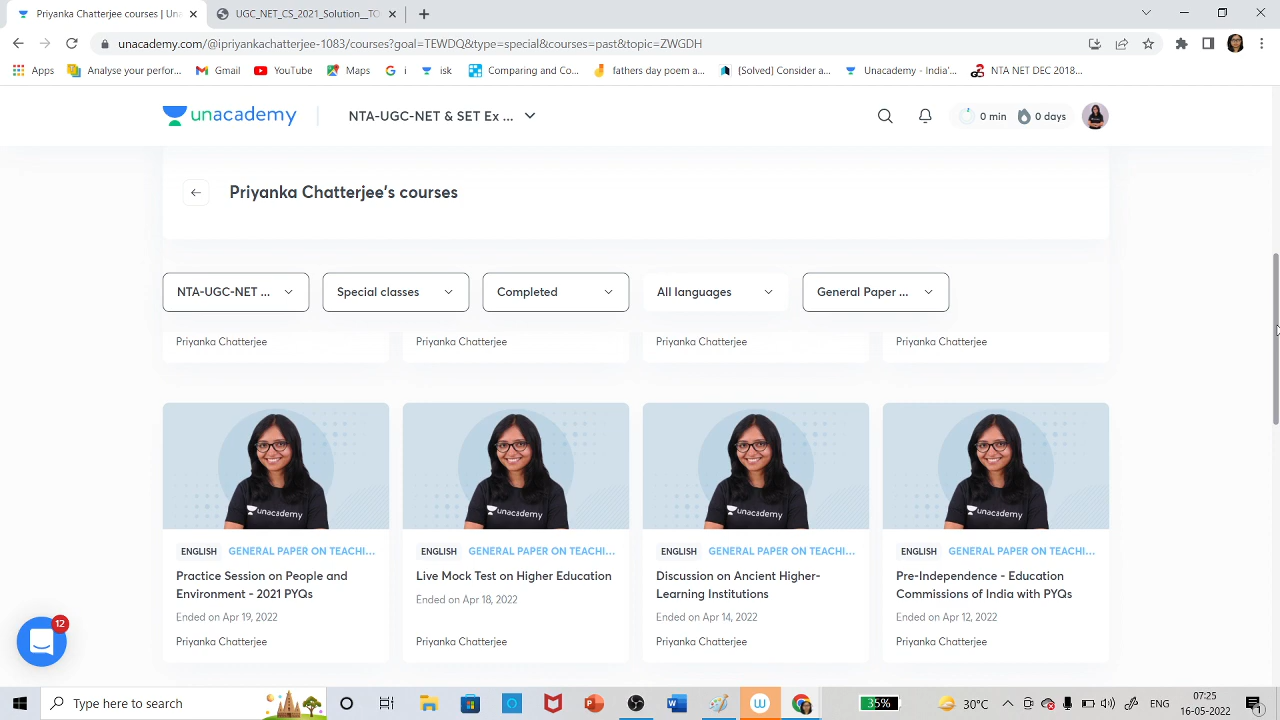 Priyanka Chatterjee's courses | Una
UGC_NET_CS_2021_Solution__TG
unacademy.com/@ipriyankachatterjee-1083/courses?goal=TEWDQ&type=special&courses=past&topic=ZWGDH
Apps Analyse your perfor... Gmail YouTube Maps i isk Comparing and Co... fathers day poem a... [Solved] Consider a... Unacademy - India'... NTA NET DEC 2018...
unacademy NTA-UGC-NET & SET Ex ... 0 min 0 days
Priyanka Chatterjee's courses
NTA-UGC-NET ... Special classes Completed All languages General Paper ...
Priyanka Chatterjee Priyanka Chatterjee Priyanka Chatterjee Priyanka Chatterjee
unacademy unacademy unacademy unacademy
ENGLISH GENERAL PAPER ON TEACHI...
Practice Session on People and
Environment - 2021 PYQs
Ended on Apr 19, 2022
Priyanka Chatterjee
ENGLISH GENERAL PAPER ON TEACHI...
Live Mock Test on Higher Education
Ended on Apr 18, 2022
Priyanka Chatterjee
ENGLISH GENERAL PAPER ON TEACHI...
Discussion on Ancient Higher-
Learning Institutions
Ended on Apr 14, 2022
Priyanka Chatterjee
ENGLISH GENERAL PAPER ON TEACHI...
Pre-Independence - Education
Commissions of India with PYQs
Ended on Apr 12, 2022
Priyanka Chatterjee
12
Type here to search
35%
30°C
ENG
07:25
16-05-2022
1